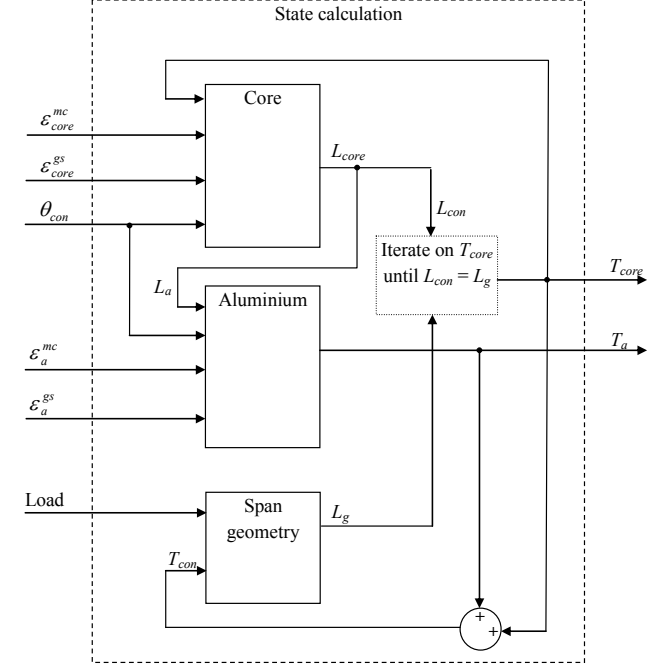 State calculation
Core
ε_core^mc
L_core
ε_core^gs
θ_con
L_con
Iterate on T_core
until L_con = L_g
T_core
L_a
Aluminium
T_a
ε_a^mc
ε_a^gs
Load
Span
geometry
L_g
T_con
+
+